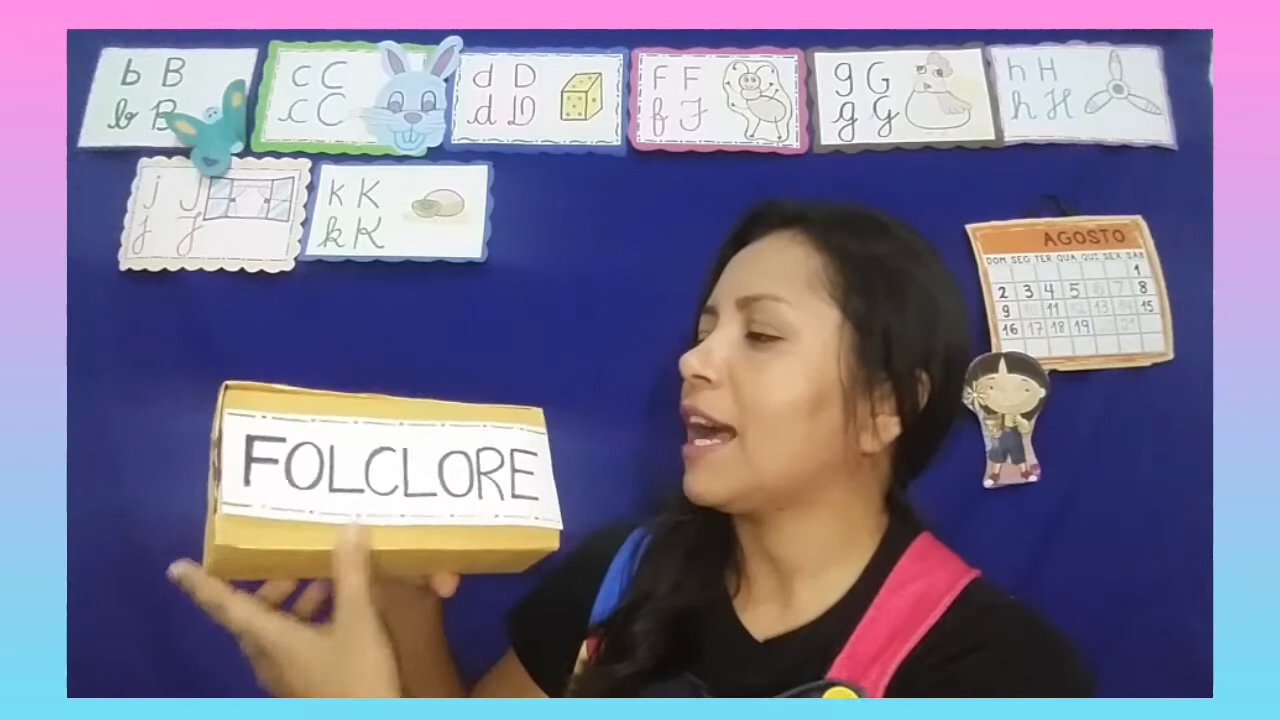 b B
b B
c C
c C
d D
d D
F F
f F
g G
g G
h H
h H
j J
j J
k K
k K
AGOSTO
DOM SEG TER QUA QUI SEX SÁB
1
2 3 4 5 6 7 8
9 10 11 12 13 14 15
16 17 18 19 20 21
FOLCLORE